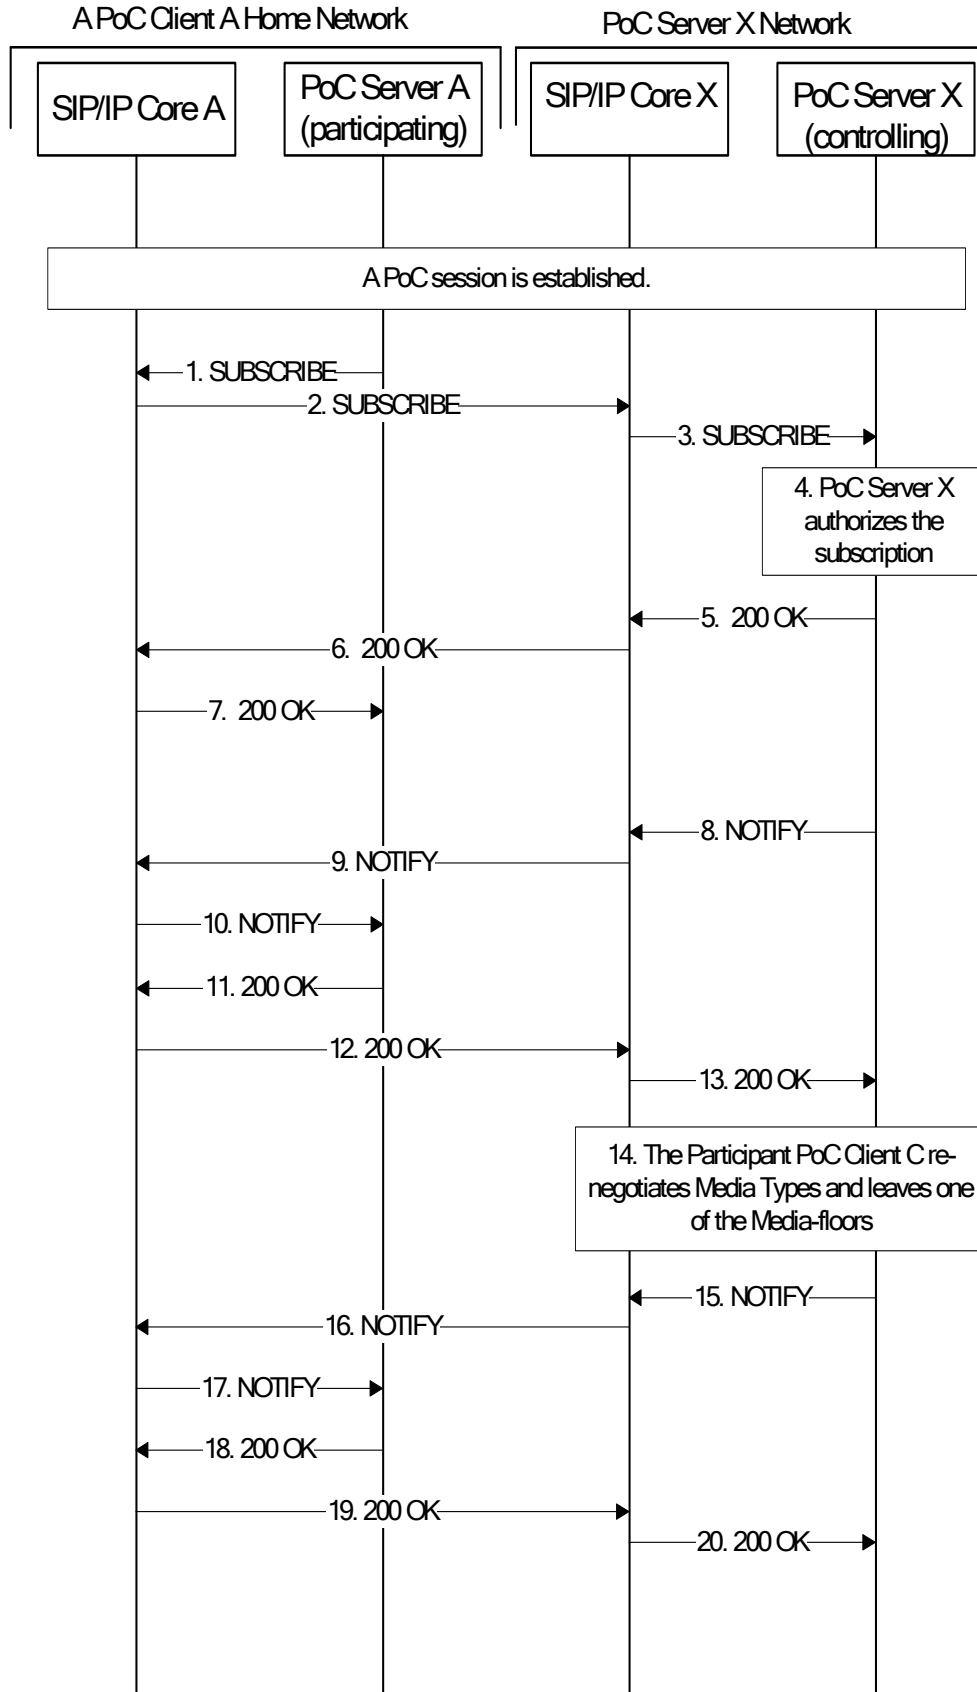 A PoC Client A Home Network
PoC Server X Network
SIP/IP Core A
PoC Server A
(participating)
SIP/IP Core X
PoC Server X
(controlling)
A PoC session is established.
1. SUBSCRIBE
2. SUBSCRIBE
3. SUBSCRIBE
4. PoC Server X
authorizes the
subscription
5. 200 OK
6. 200 OK
7. 200 OK
8. NOTIFY
9. NOTIFY
10. NOTIFY
11. 200 OK
12. 200 OK
13. 200 OK
14. The Participant PoC Client C re-
negotiates Media Types and leaves one
of the Media-floors
15. NOTIFY
16. NOTIFY
17. NOTIFY
18. 200 OK
19. 200 OK
20. 200 OK